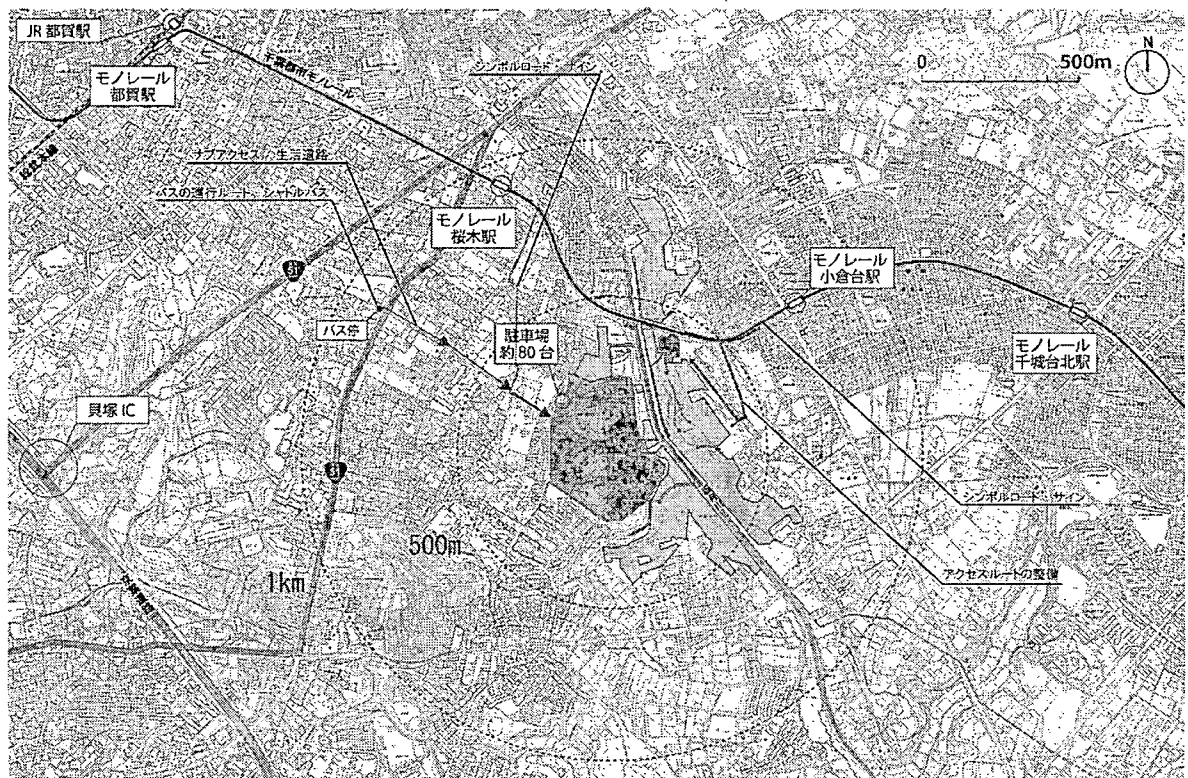 JR 都賀駅
モノレール
都賀駅
千葉都市モノレール
シンボルロード・サイン
0 500m
N
サブアクセス 生活道路
バスの運行ルート シャトルバス
モノレール
桜木駅
51
モノレール
小倉台駅
バス停
駐車場
約80台
モノレール
千城台北駅
貝塚 IC
51
シンボルロード・サイン
500m
1km
アクセスルートの整備